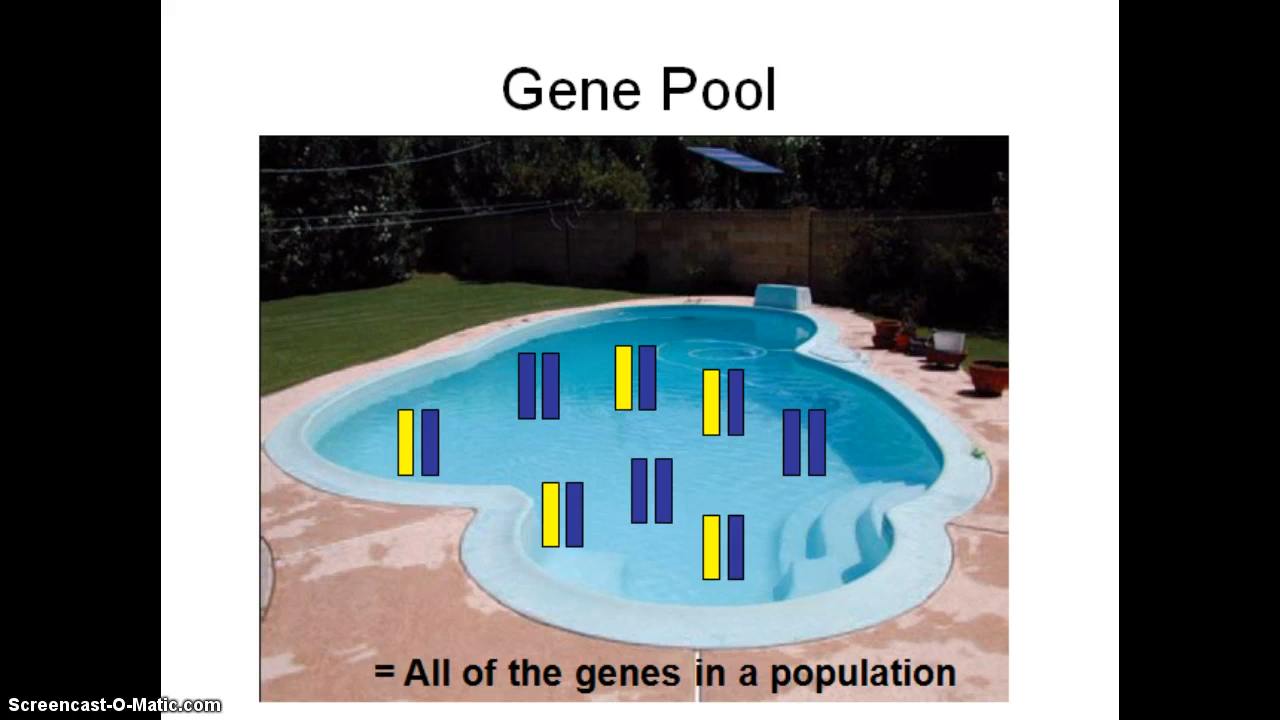 Gene Pool
= All of the genes in a population
Screencast-O-Matic.com